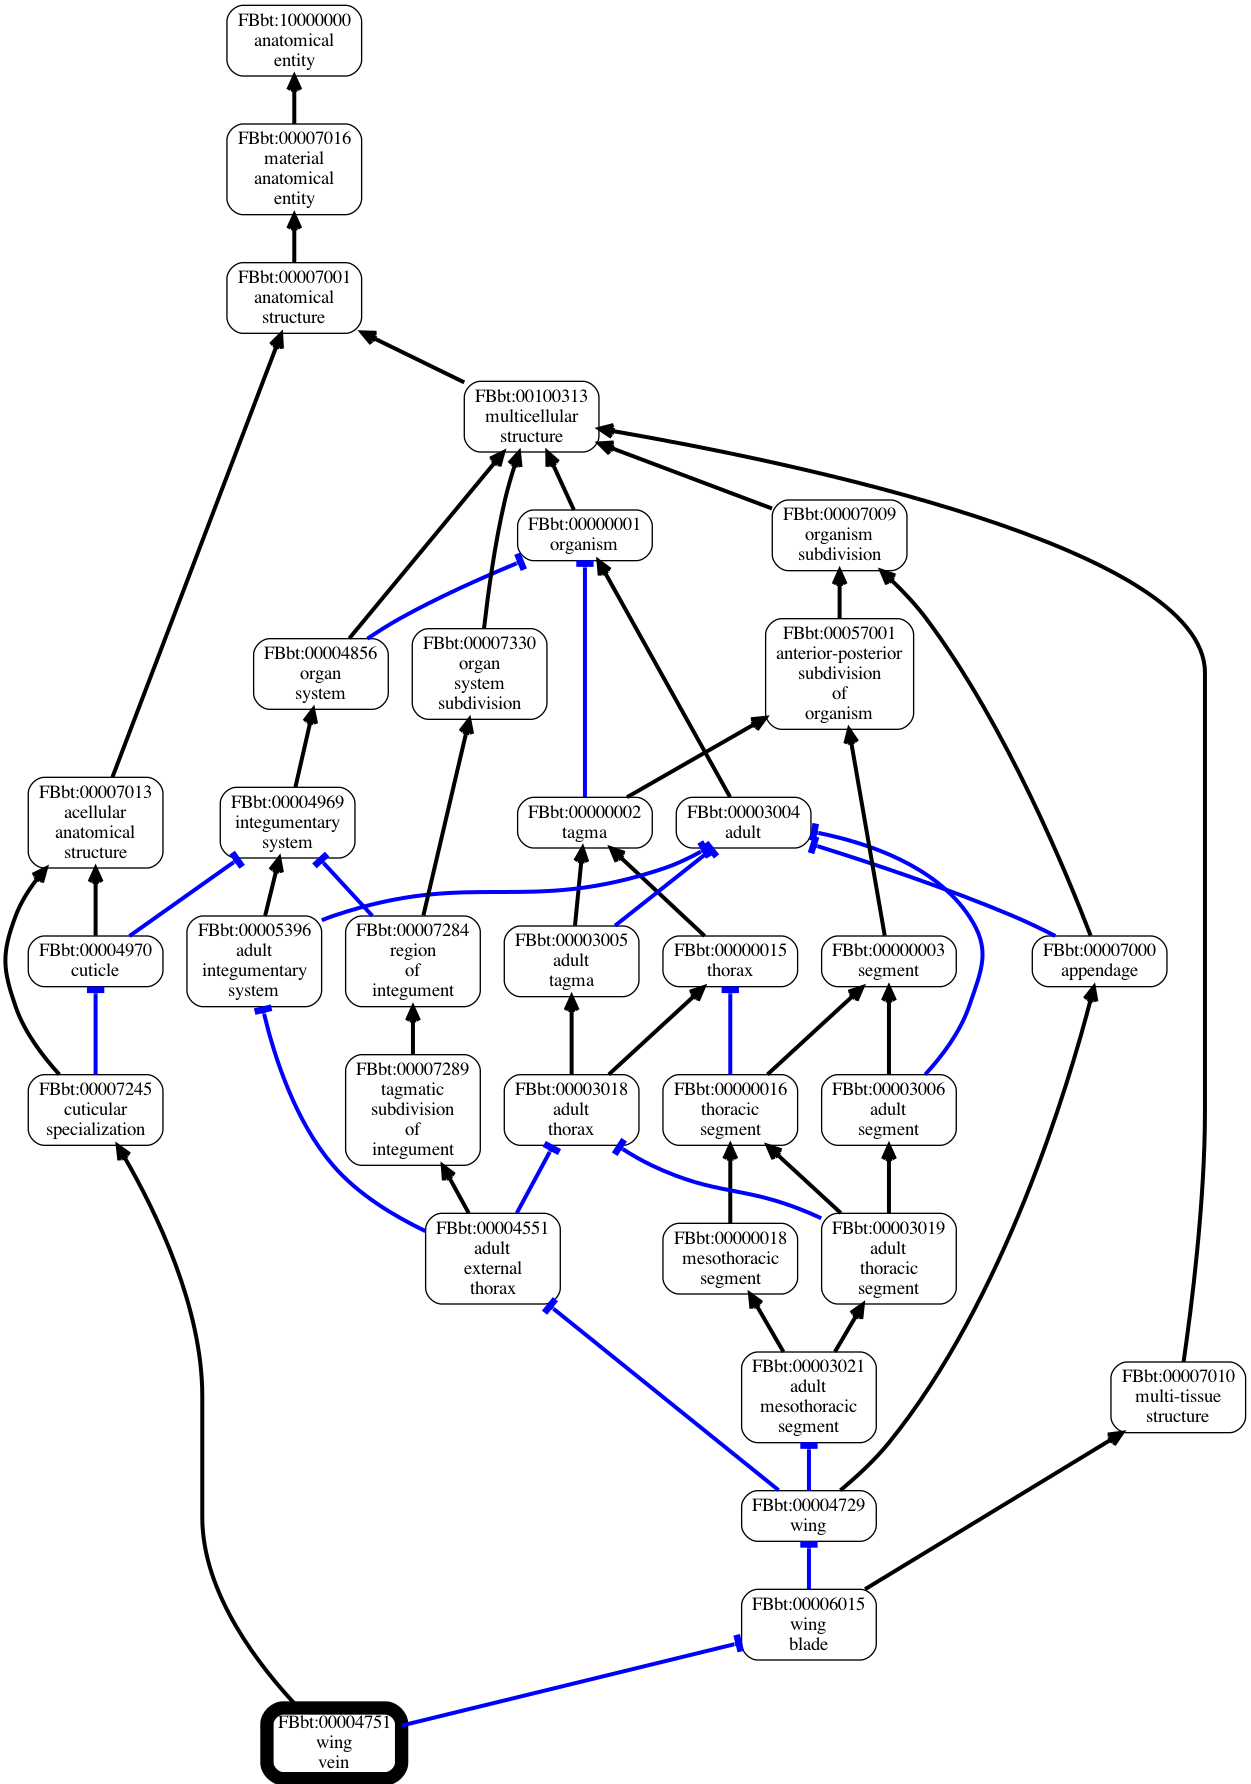 FBbt:10000000
anatomical
entity
FBbt:00007016
material
anatomical
entity
FBbt:00007001
anatomical
structure
FBbt:00100313
multicellular
structure
FBbt:00000001
organism
FBbt:00007009
organism
subdivision
FBbt:00004856
organ
system
FBbt:00007330
organ
system
subdivision
FBbt:00057001
anterior-posterior
subdivision
of
organism
FBbt:00007013
acellular
anatomical
structure
FBbt:00004969
integumentary
system
FBbt:00000002
tagma
FBbt:00003004
adult
FBbt:00004970
cuticle
FBbt:00005396
adult
integumentary
system
FBbt:00007284
region
of
integument
FBbt:00003005
adult
tagma
FBbt:00000015
thorax
FBbt:00000003
segment
FBbt:00007000
appendage
FBbt:00007245
cuticular
specialization
FBbt:00007289
tagmatic
subdivision
of
integument
FBbt:00003018
adult
thorax
FBbt:00000016
thoracic
segment
FBbt:00003006
adult
segment
FBbt:00004551
adult
external
thorax
FBbt:00000018
mesothoracic
segment
FBbt:00003019
adult
thoracic
segment
FBbt:00003021
adult
mesothoracic
segment
FBbt:00007010
multi-tissue
structure
FBbt:00004729
wing
FBbt:00006015
wing
blade
FBbt:00004751
wing
vein